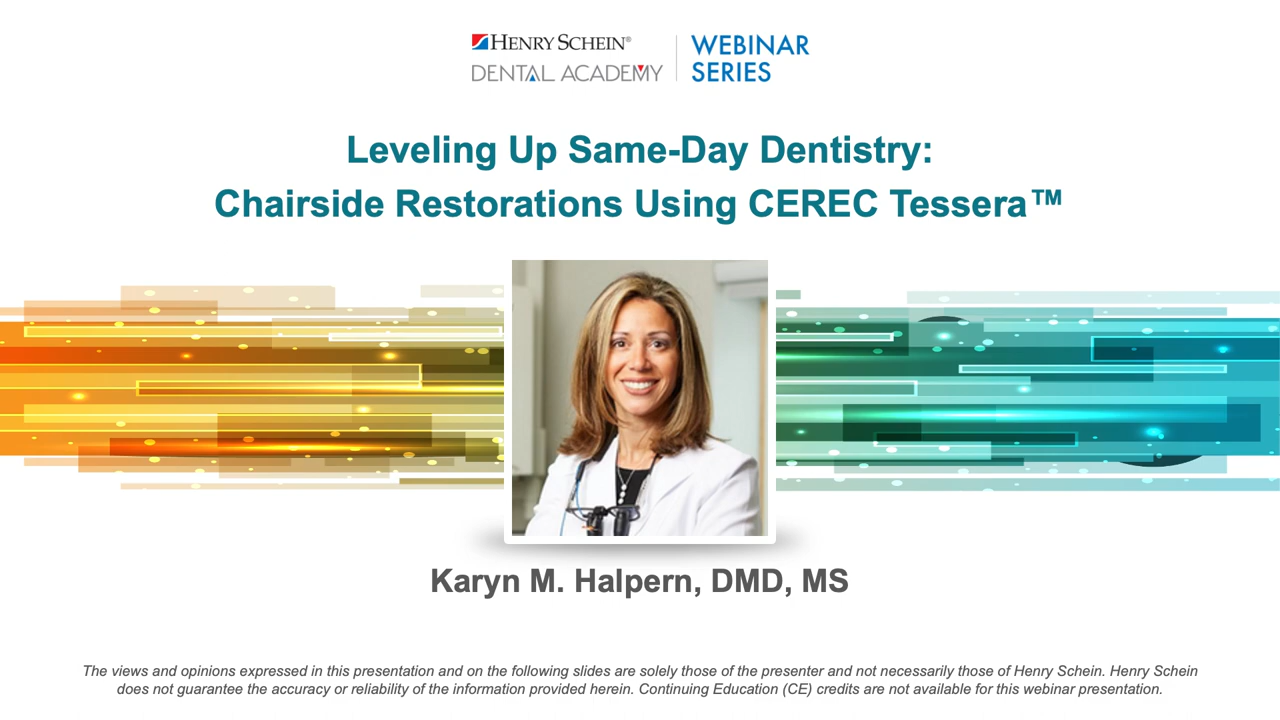 HENRY SCHEIN®
DENTAL ACADEMY
WEBINAR
SERIES
Leveling Up Same-Day Dentistry:
Chairside Restorations Using CEREC Tessera™
Karyn M. Halpern, DMD, MS
The views and opinions expressed in this presentation and on the following slides are solely those of the presenter and not necessarily those of Henry Schein. Henry Schein
does not guarantee the accuracy or reliability of the information provided herein. Continuing Education (CE) credits are not available for this webinar presentation.